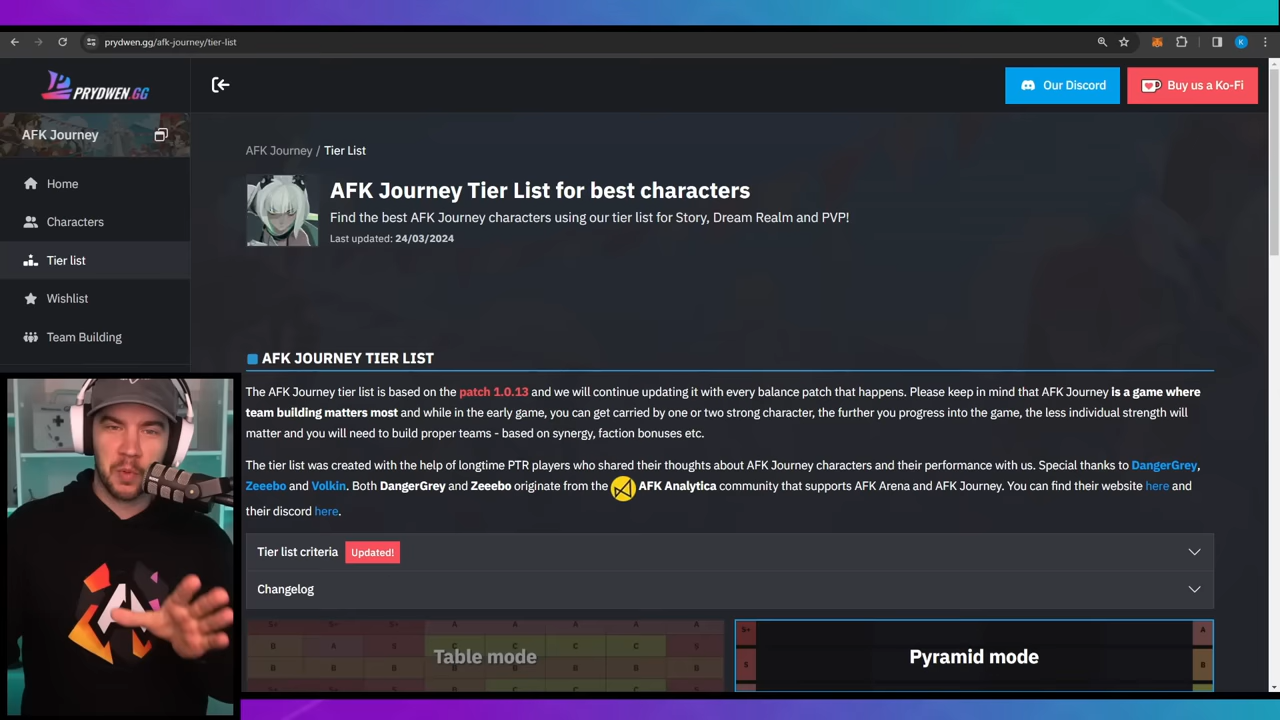 prydwen.gg/afk-journey/tier-list
K
PRYDWEN.GG
Our Discord
Buy us a Ko-Fi
AFK Journey
Home
Characters
Tier list
Wishlist
Team Building
AFK Journey / Tier List
AFK Journey Tier List for best characters
Find the best AFK Journey characters using our tier list for Story, Dream Realm and PVP!
Last updated: 24/03/2024
AFK JOURNEY TIER LIST
The AFK Journey tier list is based on the patch 1.0.13 and we will continue updating it with every balance patch that happens. Please keep in mind that AFK Journey is a game where
team building matters most and while in the early game, you can get carried by one or two strong character, the further you progress into the game, the less individual strength will
matter and you will need to build proper teams - based on synergy, faction bonuses etc.
The tier list was created with the help of longtime PTR players who shared their thoughts about AFK Journey characters and their performance with us. Special thanks to DangerGrey,
Zeeebo and Volkin. Both DangerGrey and Zeeebo originate from the AFK Analytica community that supports AFK Arena and AFK Journey. You can find their website here and
their discord here.
Tier list criteria Updated!
Changelog
Table mode
Pyramid mode